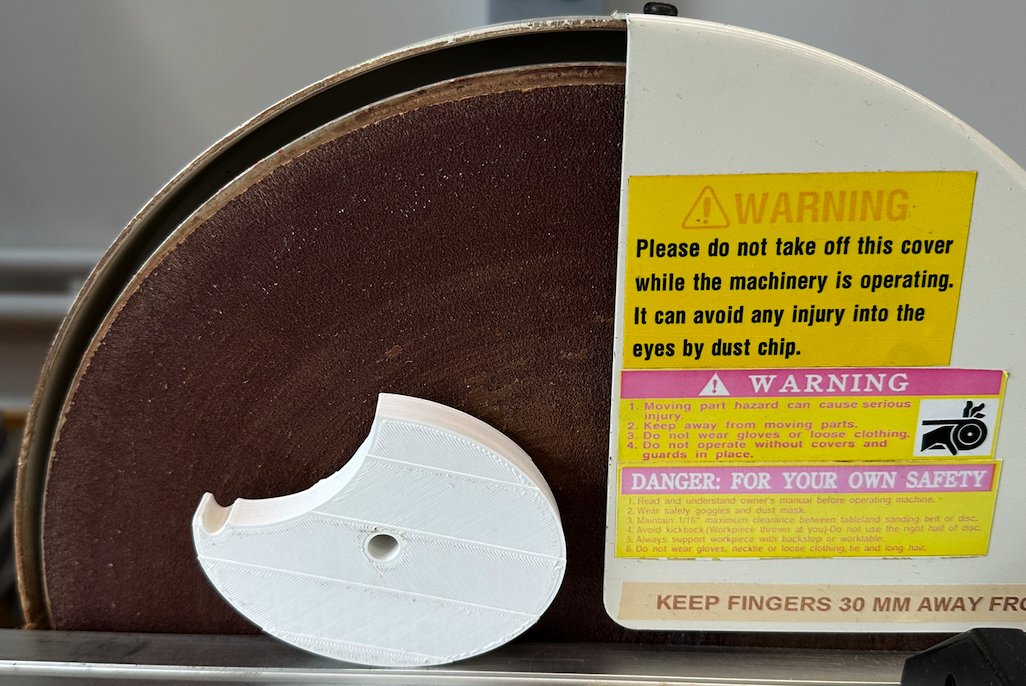 WARNING
Please do not take off this cover
while the machinery is operating.
It can avoid any injury into the
eyes by dust chip.
WARNING
1. Moving part hazard can cause serious
injury.
2. Keep away from moving parts.
3. Do not wear gloves or loose clothing.
4. Do not operate without covers and
guards in place.
DANGER: FOR YOUR OWN SAFETY
1. Read and understand owner's manual before operating machine.
2. Wear safety goggles and dust mask.
3. Maintain 1/16" maximum clearance between tableland sanding belt or disc.
4. Avoid kickback.(Workpiece thrown at you)-Do not use the right half of disc.
5. Always support workpiece with backstop or worktable.
6. Do not wear gloves, necktie or loose clothing, tie and long hair.
KEEP FINGERS 30 MM AWAY FRO